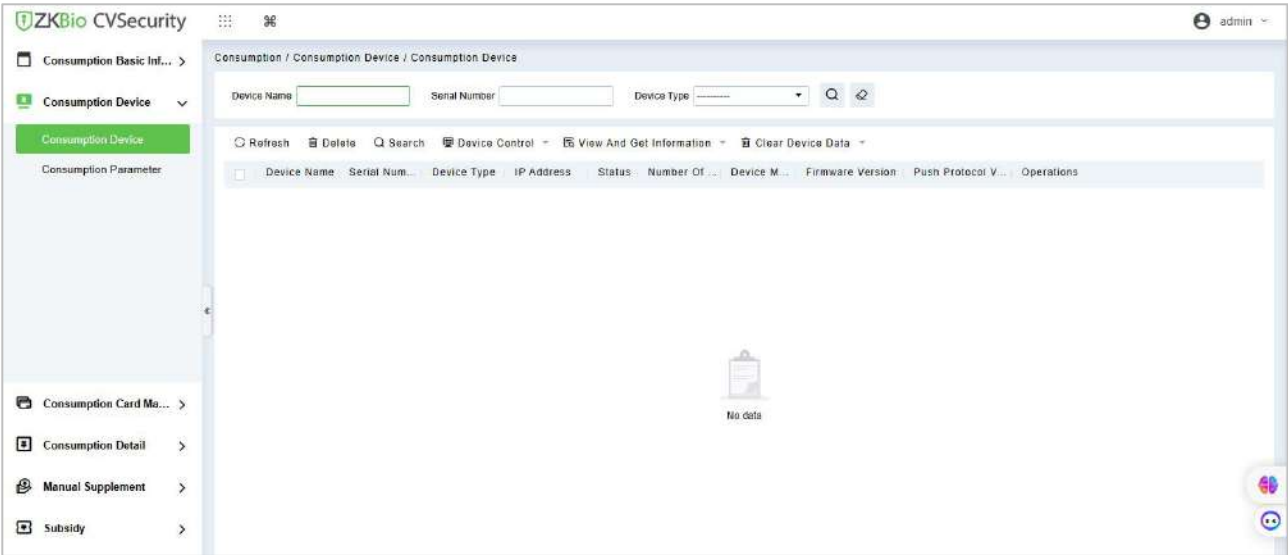 ZKBio CVSecurity
admin
Consumption Basic Inf...
Consumption / Consumption Device / Consumption Device
Device Name Serial Number Device Type ----------
Consumption Device
Consumption Device
Consumption Parameter
Refresh Delete Search Device Control View And Get Information Clear Device Data
Device Name Serial Num... Device Type IP Address Status Number Of ... Device M... Firmware Version Push Protocol V... Operations
No data
Consumption Card Ma...
Consumption Detail
Manual Supplement
Subsidy